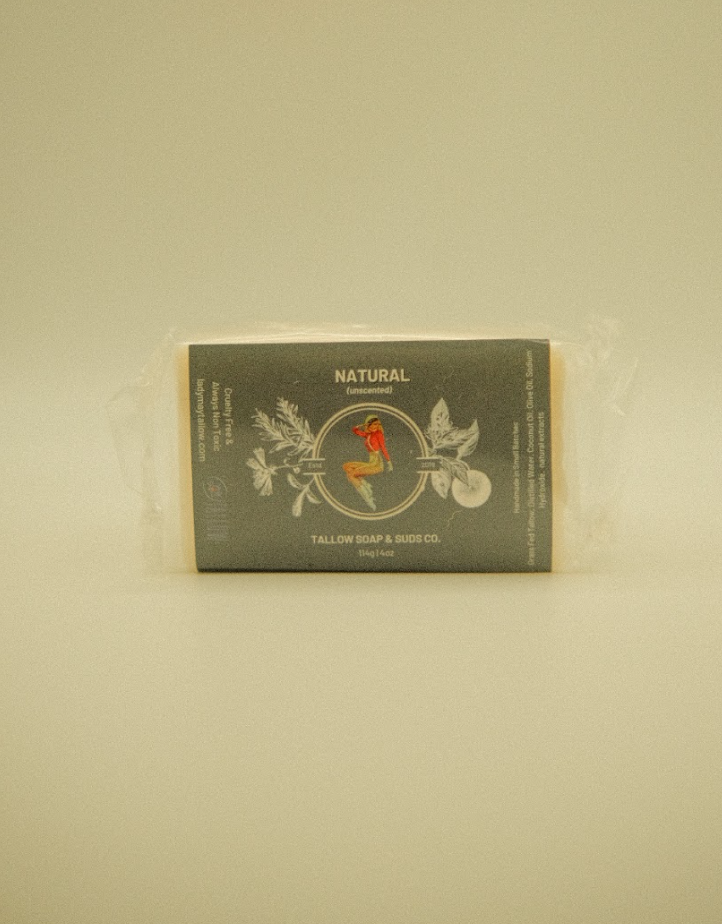 NATURAL
(unscented)
Estd
2019
TALLOW SOAP & SUDS CO.
114g | 4oz
Cruelty Free &
Always Non Toxic
ladymaytallow.com
Handmade in Small Batches
Grass Fed Tallow, Distilled Water, Coconut Oil, Olive Oil, Sodium
Hydroxide, natural extracts